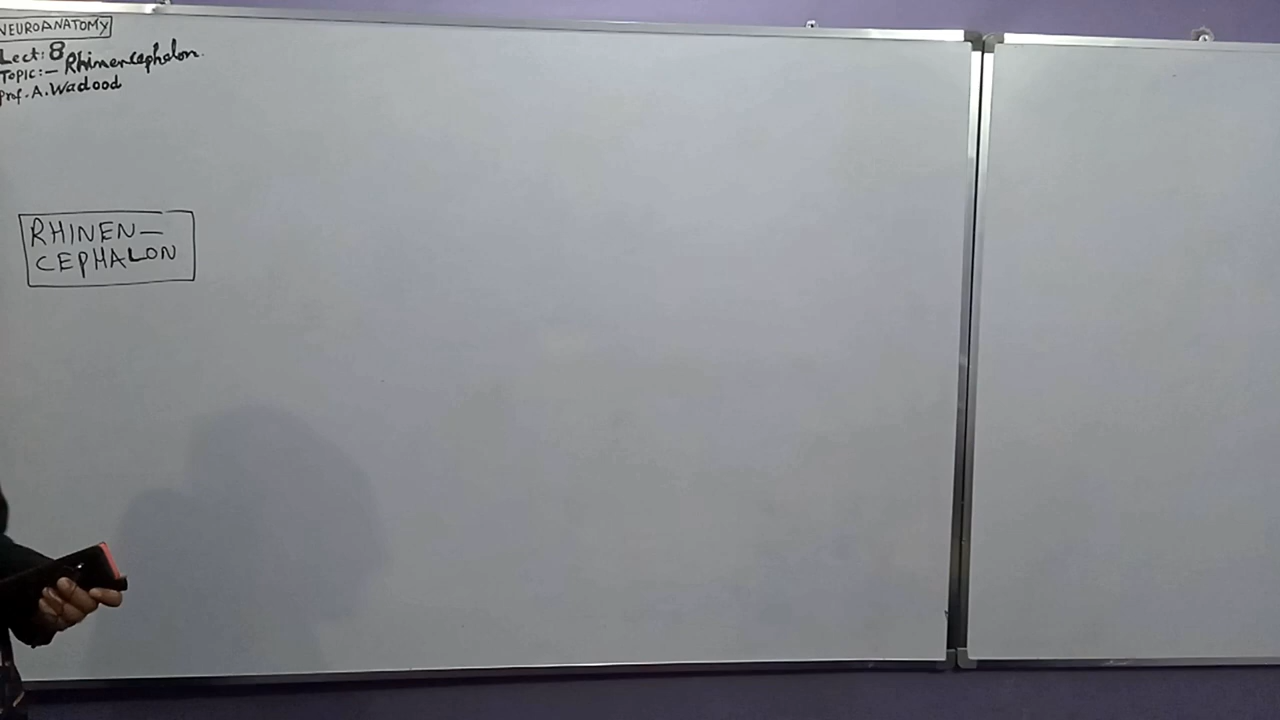 NEUROANATOMY
Lect: 8
Topic:- Rhinencephalon.
Prof. A. Wadood
RHINEN-
CEPHALON